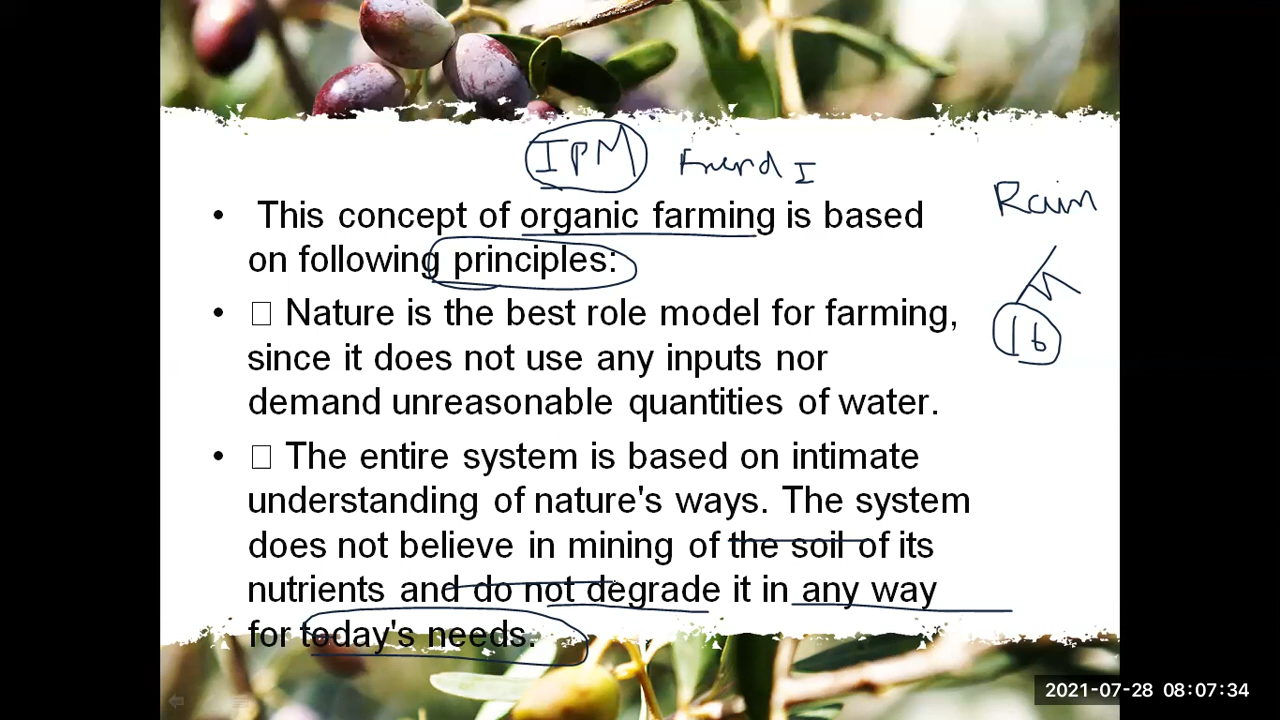 IPM Friend I
Rain
• This concept of organic farming is based
on following principles:
• □ Nature is the best role model for farming,
since it does not use any inputs nor
demand unreasonable quantities of water.
16
• □ The entire system is based on intimate
understanding of nature's ways. The system
does not believe in mining of the soil of its
nutrients and do not degrade it in any way
for today's needs.
2021-07-28 08:07:34